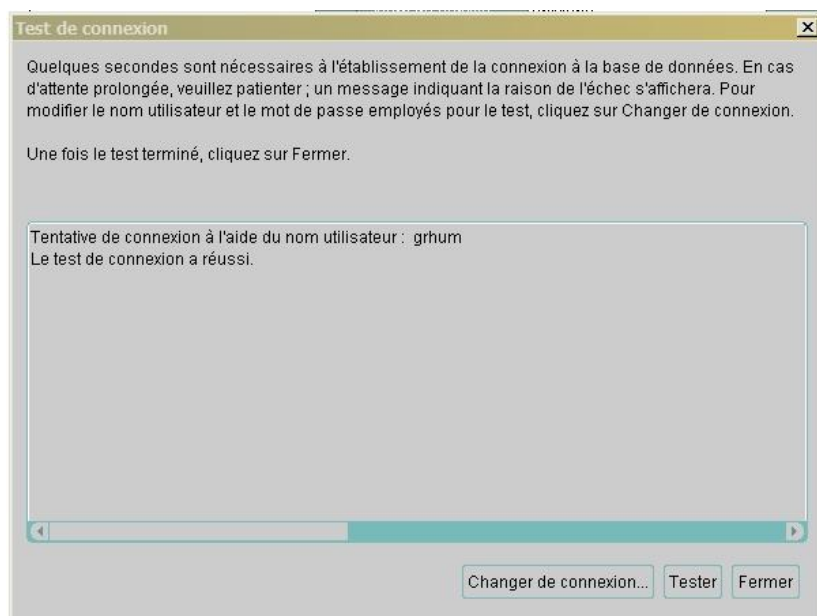 Test de connexion
Quelques secondes sont nécessaires à l'établissement de la connexion à la base de données. En cas
d'attente prolongée, veuillez patienter ; un message indiquant la raison de l'échec s'affichera. Pour
modifier le nom utilisateur et le mot de passe employés pour le test, cliquez sur Changer de connexion.
Une fois le test terminé, cliquez sur Fermer.
Tentative de connexion à l'aide du nom utilisateur : grhum
Le test de connexion a réussi.
Changer de connexion... Tester Fermer